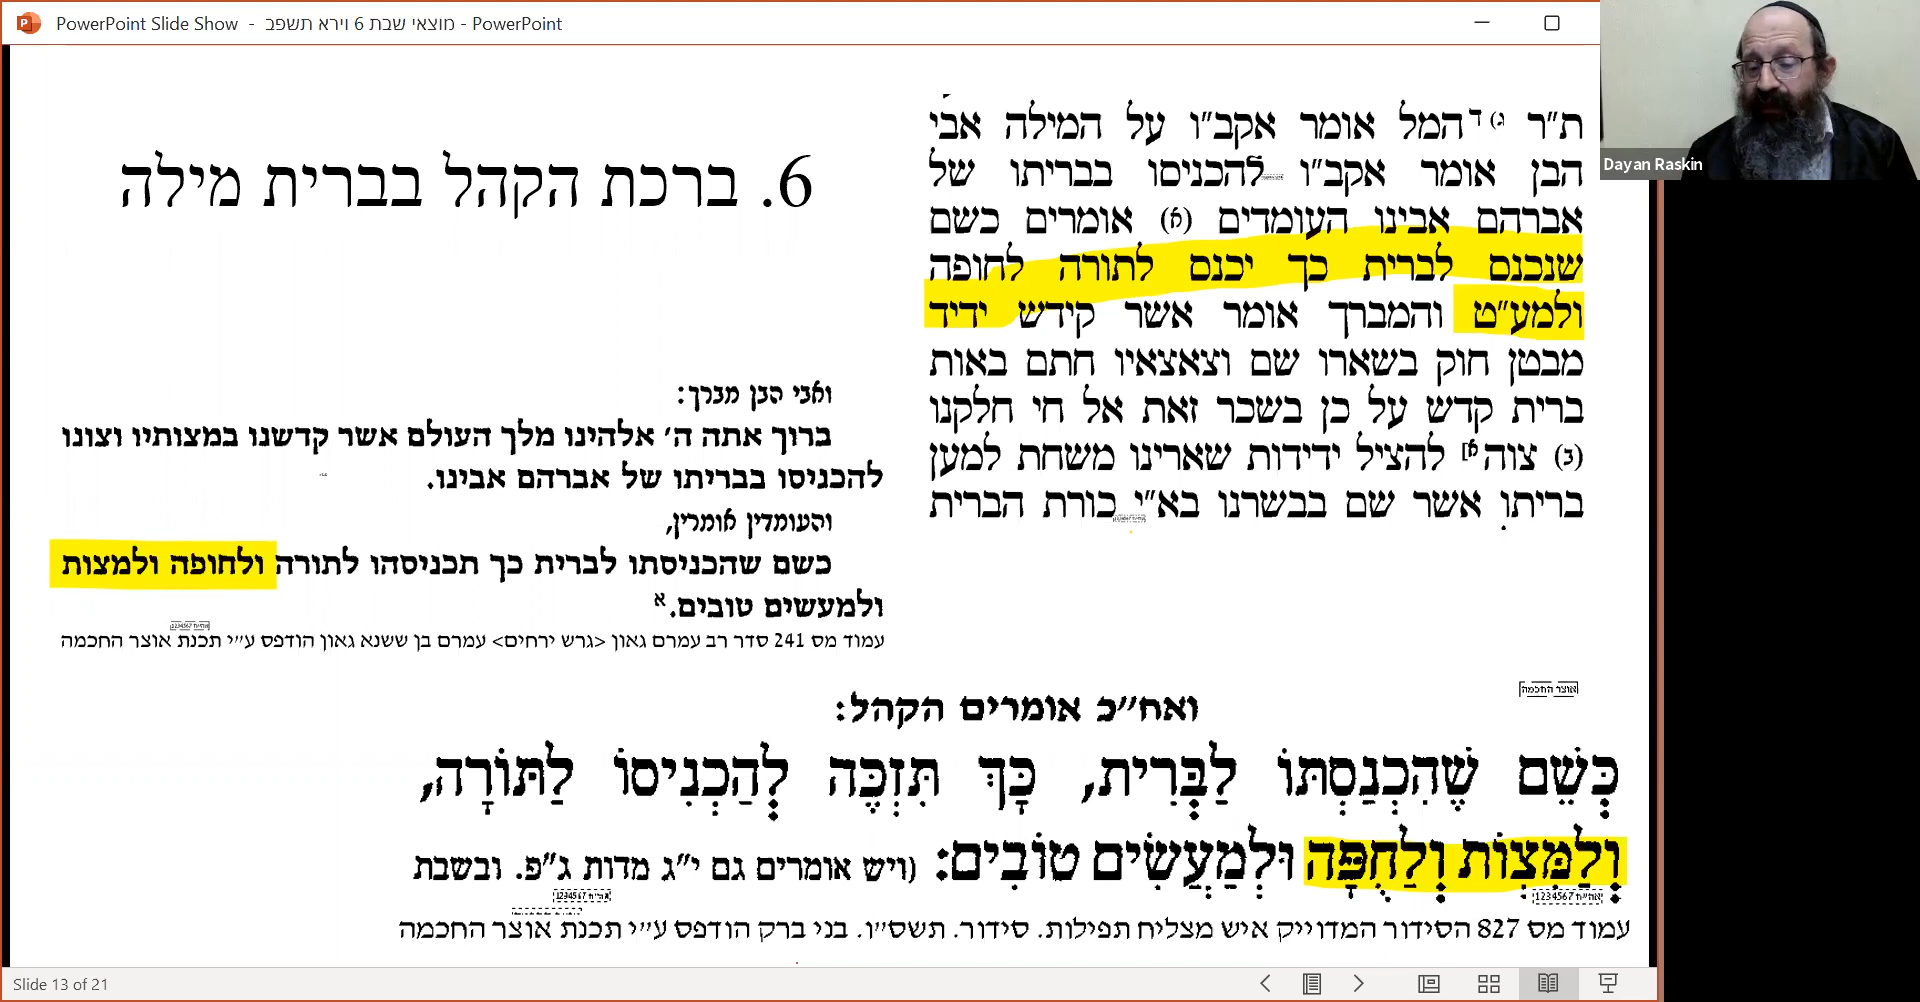 PowerPoint Slide Show - מוצאי שבת 6 וירא תשפב - PowerPoint
Dayan Raskin
6. ברכת הקהל בברית מילה
ת"ר ג) ד המל אומר אקב"ו על המילה אבי
הבן אומר אקב"ו להכניסו בבריתו של
אברהם אבינו העומדים (א) אומרים כשם
שנכנס לברית כך יכנס לתורה לחופה
ולמע"ט והמברך אומר אשר קידש ידיד
מבטן חוק בשארו שם וצאצאיו חתם באות
ברית קדש על כן בשכר זאת אל חי חלקנו
(ב) צוה א] להציל ידידות שארינו משחת למען
בריתו אשר שם בבשרנו בא"י כורת הברית
ואבי הבן מברך:
ברוך אתה ה׳ אלהינו מלך העולם אשר קדשנו במצותיו וצונו
להכניסו בבריתו של אברהם אבינו.
והעומדין אומרין,
כשם שהכניסתו לברית כך תכניסהו לתורה ולחופה ולמצות
ולמעשים טובים.א
אה"ח 1234567
עמוד מס 241 סדר רב עמרם גאון <גרש ירחים> עמרם בן ששנא גאון הודפס ע״י תכנת אוצר החכמה
אוצר החכמה
ואח״כ אומרים הקהל:
כְּשֵׁם שֶׁהִכְנַסְתּוֹ לַבְּרִית, כָּךְ תִּזְכֶּה לְהַכְנִיסוֹ לַתּוֹרָה,
וְלַמִּצְוֹת וְלַחֻפָּה וּלְמַעֲשִׂים טוֹבִים: (ויש אומרים גם י"ג מדות ג"פ. ובשבת
אה"ח 1234567
אה"ח 1234567
עמוד מס 827 הסידור המדוייק איש מצליח תפילות. סידור. תשס״ו. בני ברק הודפס ע״י תכנת אוצר החכמה
Slide 13 of 21